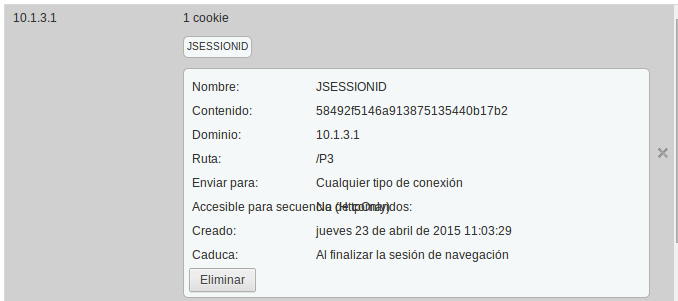 10.1.3.1 1 cookie
JSESSIONID
Nombre: JSESSIONID
Contenido: 58492f5146a913875135440b17b2
Dominio: 10.1.3.1
Ruta: /P3
Enviar para: Cualquier tipo de conexión
Accesible para secuencia de comandos: No (HttpOnly)
Creado: jueves 23 de abril de 2015 11:03:29
Caduca: Al finalizar la sesión de navegación
Eliminar